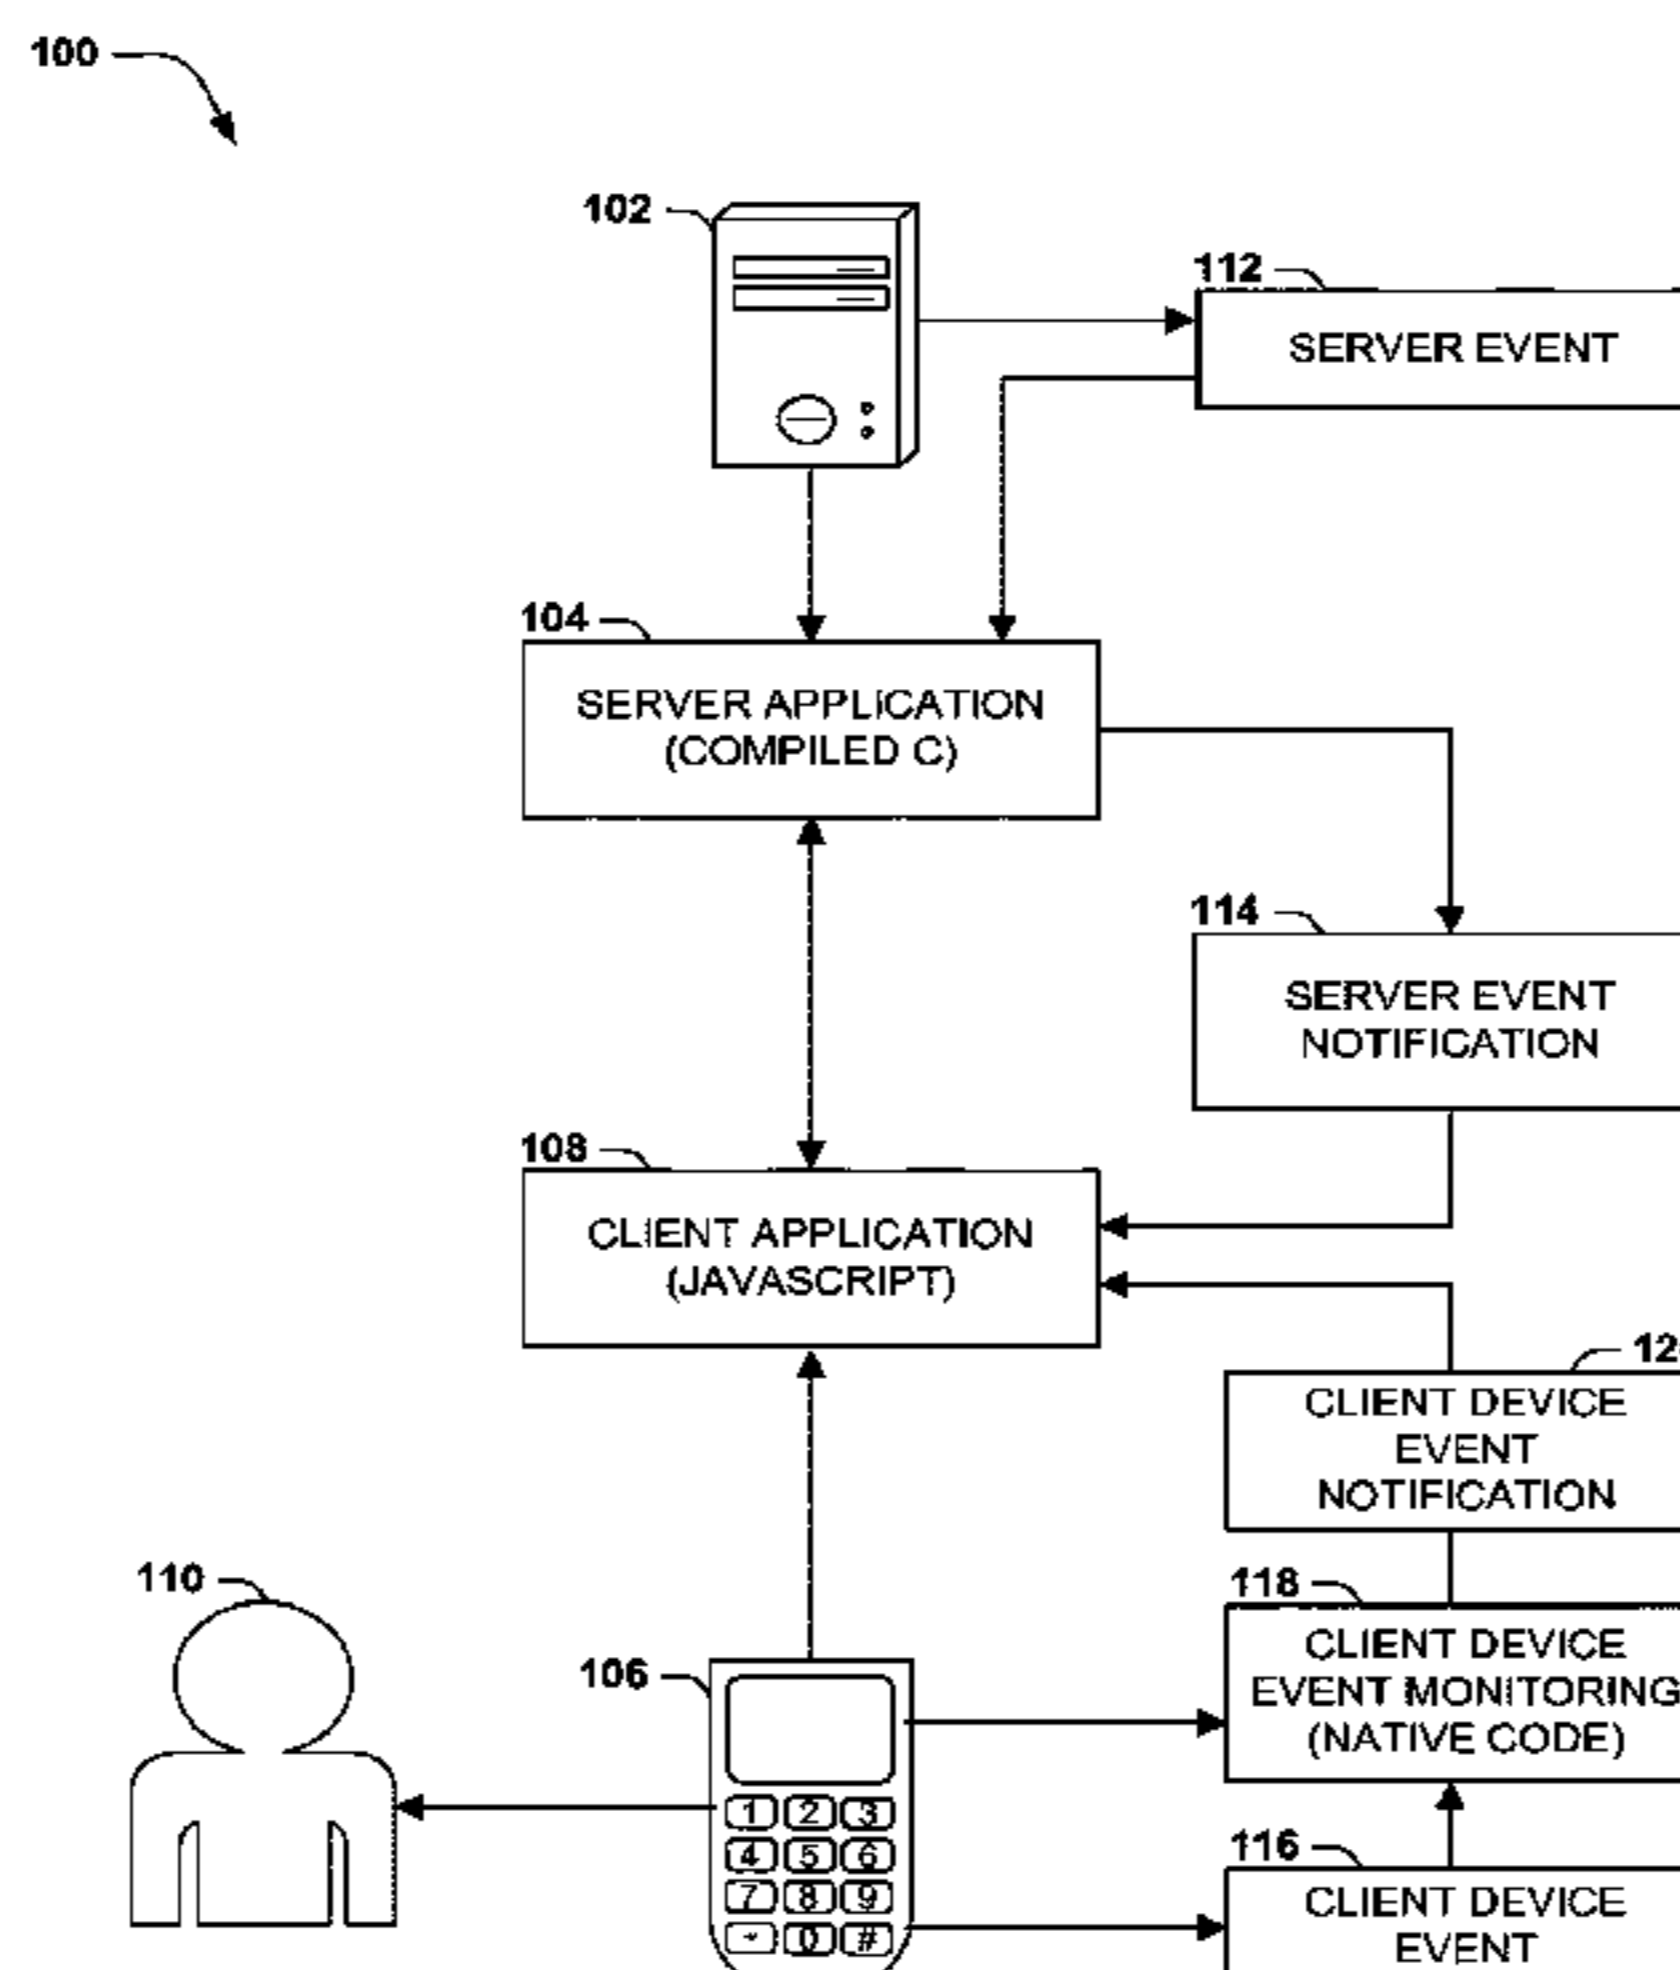 100
102
112
SERVER EVENT
104
SERVER APPLICATION
(COMPILED C)
114
SERVER EVENT
NOTIFICATION
108
CLIENT APPLICATION
(JAVASCRIPT)
12
CLIENT DEVICE
EVENT
NOTIFICATION
110
118
CLIENT DEVICE
EVENT MONITORING
(NATIVE CODE)
106
1 2 3
4 5 6
7 8 9
* 0 #
116
CLIENT DEVICE
EVENT